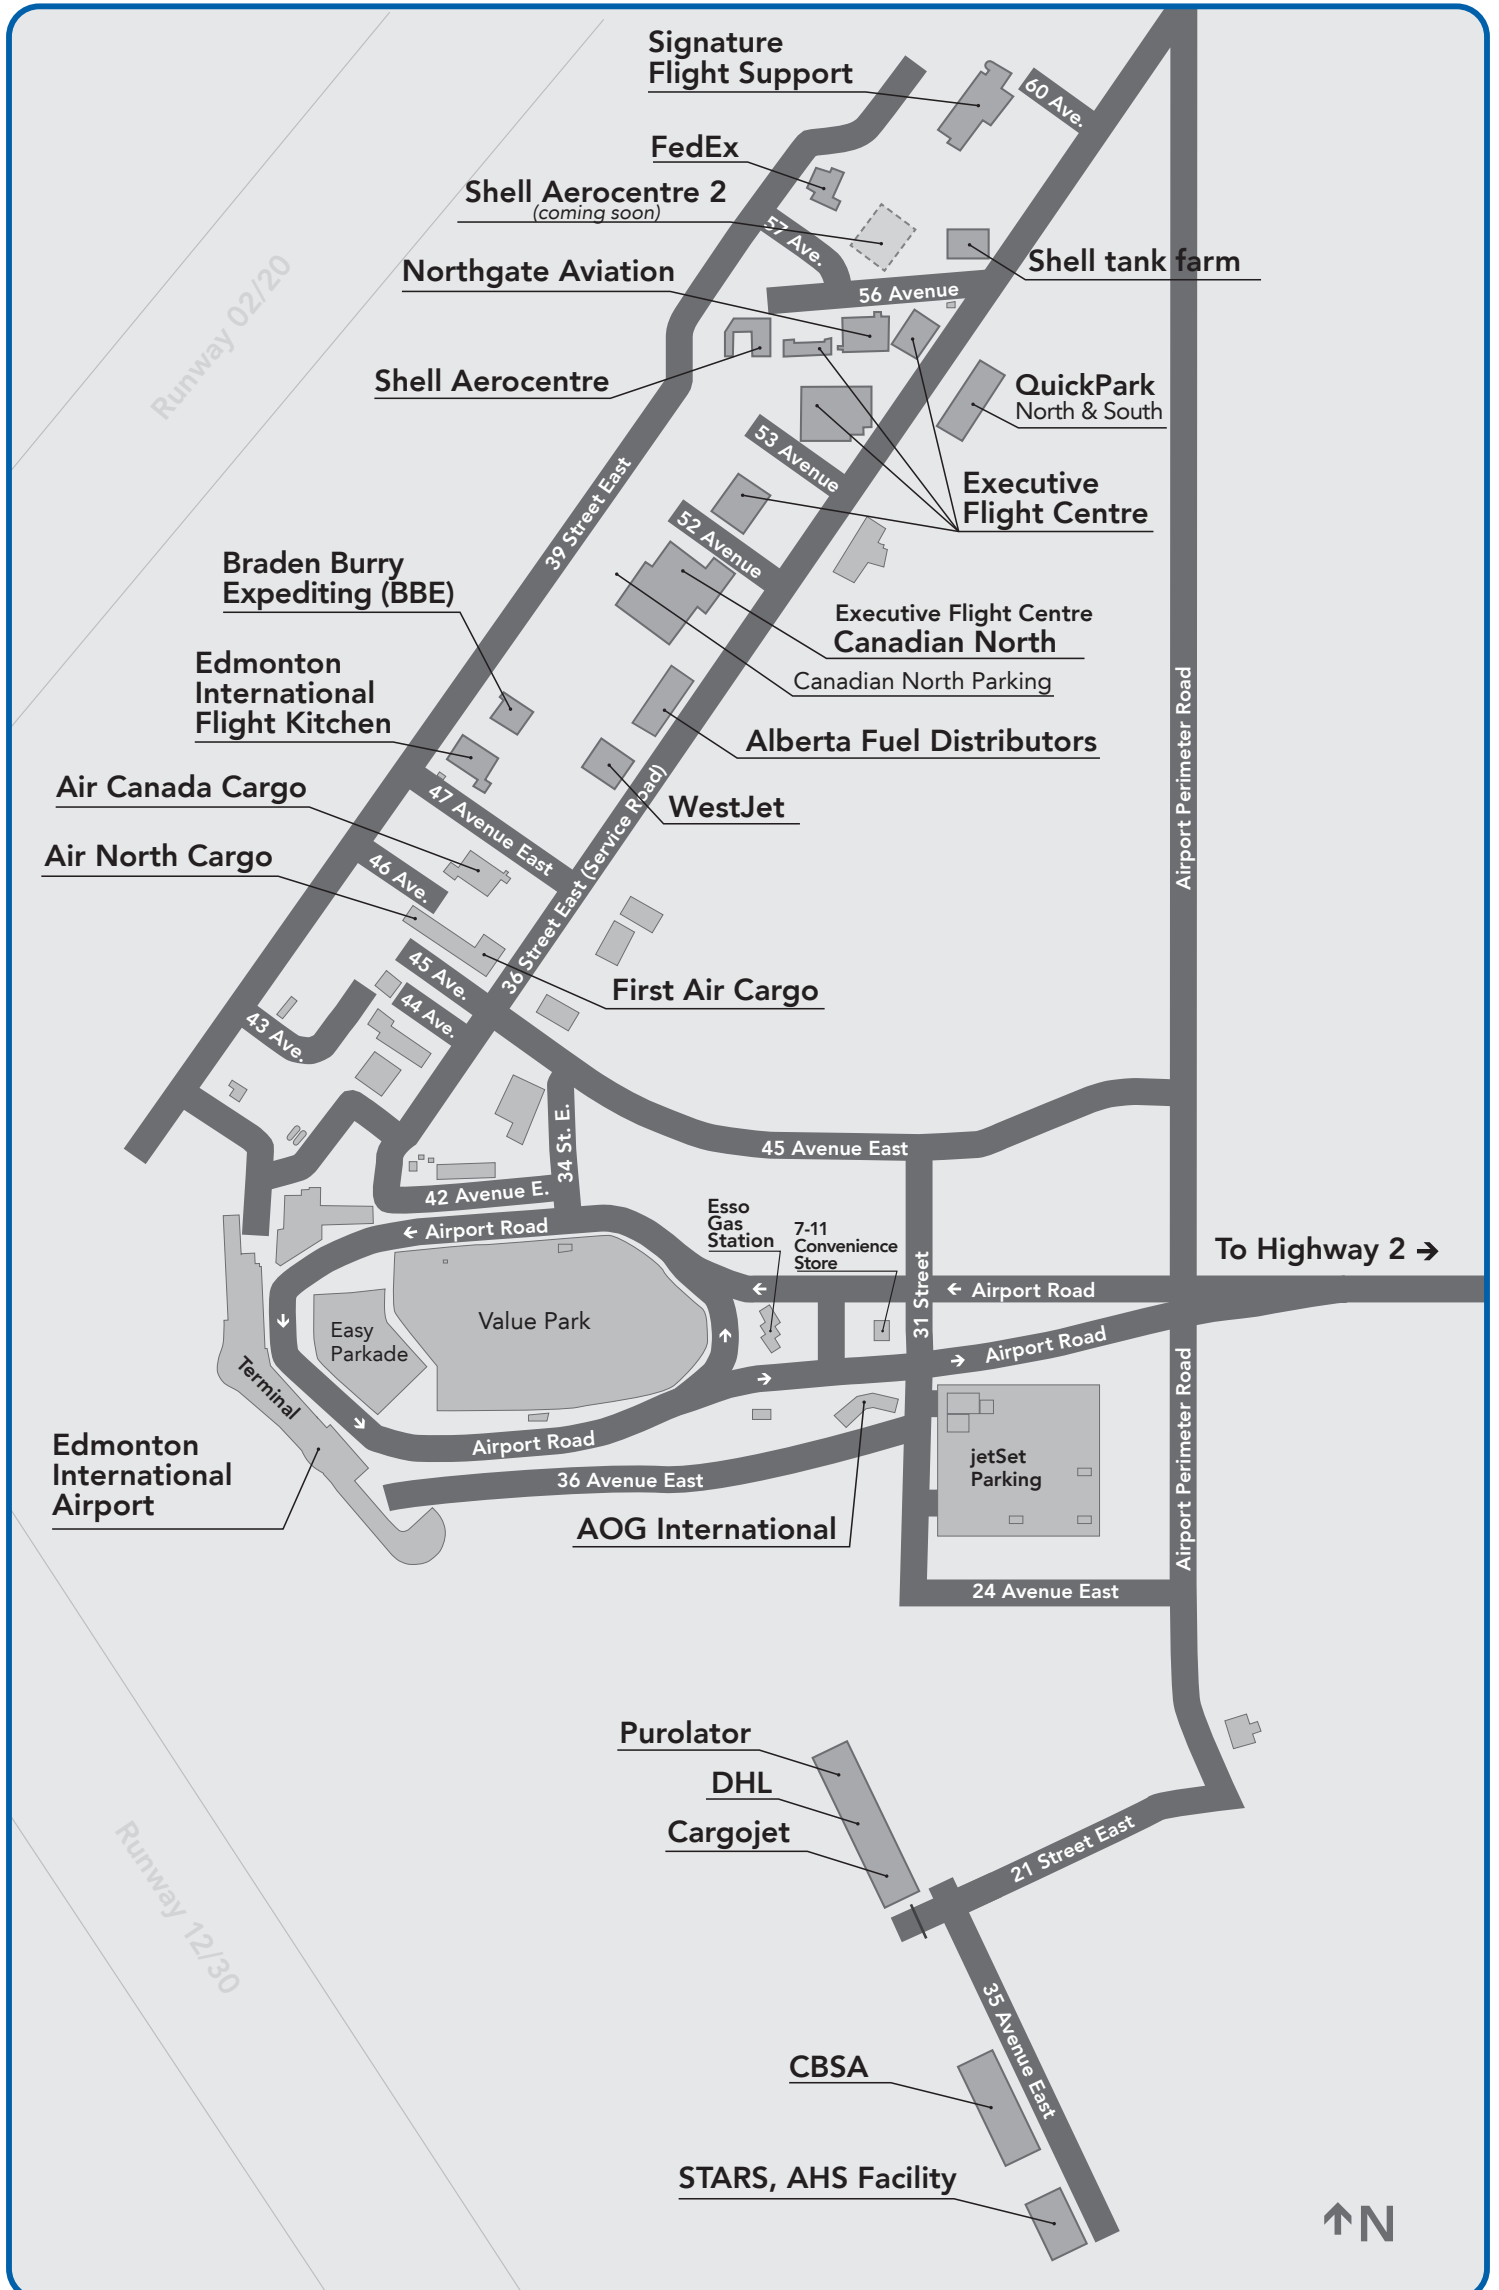 Signature
Flight Support
60 Ave.
FedEx
Shell Aerocentre 2
(coming soon)
57 Ave.
Shell tank farm
Northgate Aviation
56 Avenue
Runway 02/20
Shell Aerocentre
QuickPark
North & South
53 Avenue
39 Street East
Executive
Flight Centre
52 Avenue
Braden Burry
Expediting (BBE)
Executive Flight Centre
Canadian North
Canadian North Parking
Edmonton
International
Flight Kitchen
Airport Perimeter Road
Alberta Fuel Distributors
Air Canada Cargo
47 Avenue East
WestJet
36 Street East (Service Road)
Air North Cargo
46 Ave.
45 Ave.
First Air Cargo
44 Ave.
43 Ave.
34 St. E.
45 Avenue East
42 Avenue E.
Esso
Gas
Station
7-11
Convenience
Store
← Airport Road
To Highway 2 →
31 Street
← Airport Road
Value Park
Easy
Parkade
Airport Road
Terminal
Airport Perimeter Road
Edmonton
International
Airport
Airport Road
jetSet
Parking
36 Avenue East
AOG International
24 Avenue East
Purolator
DHL
Cargojet
21 Street East
Runway 12/30
35 Avenue East
CBSA
STARS, AHS Facility
↑N